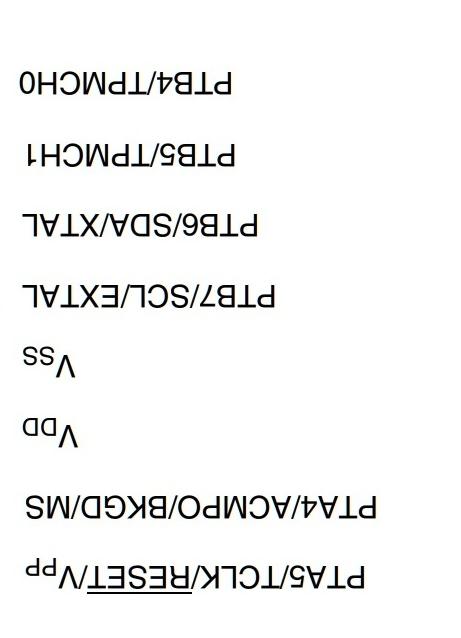 PTA5/TCLK/RESET/VPP
PTA4/ACMPO/BKGD/MS
VDD
VSS
PTB7/SCL/EXTAL
PTB6/SDA/XTAL
PTB5/TPMCH1
PTB4/TPMCH0